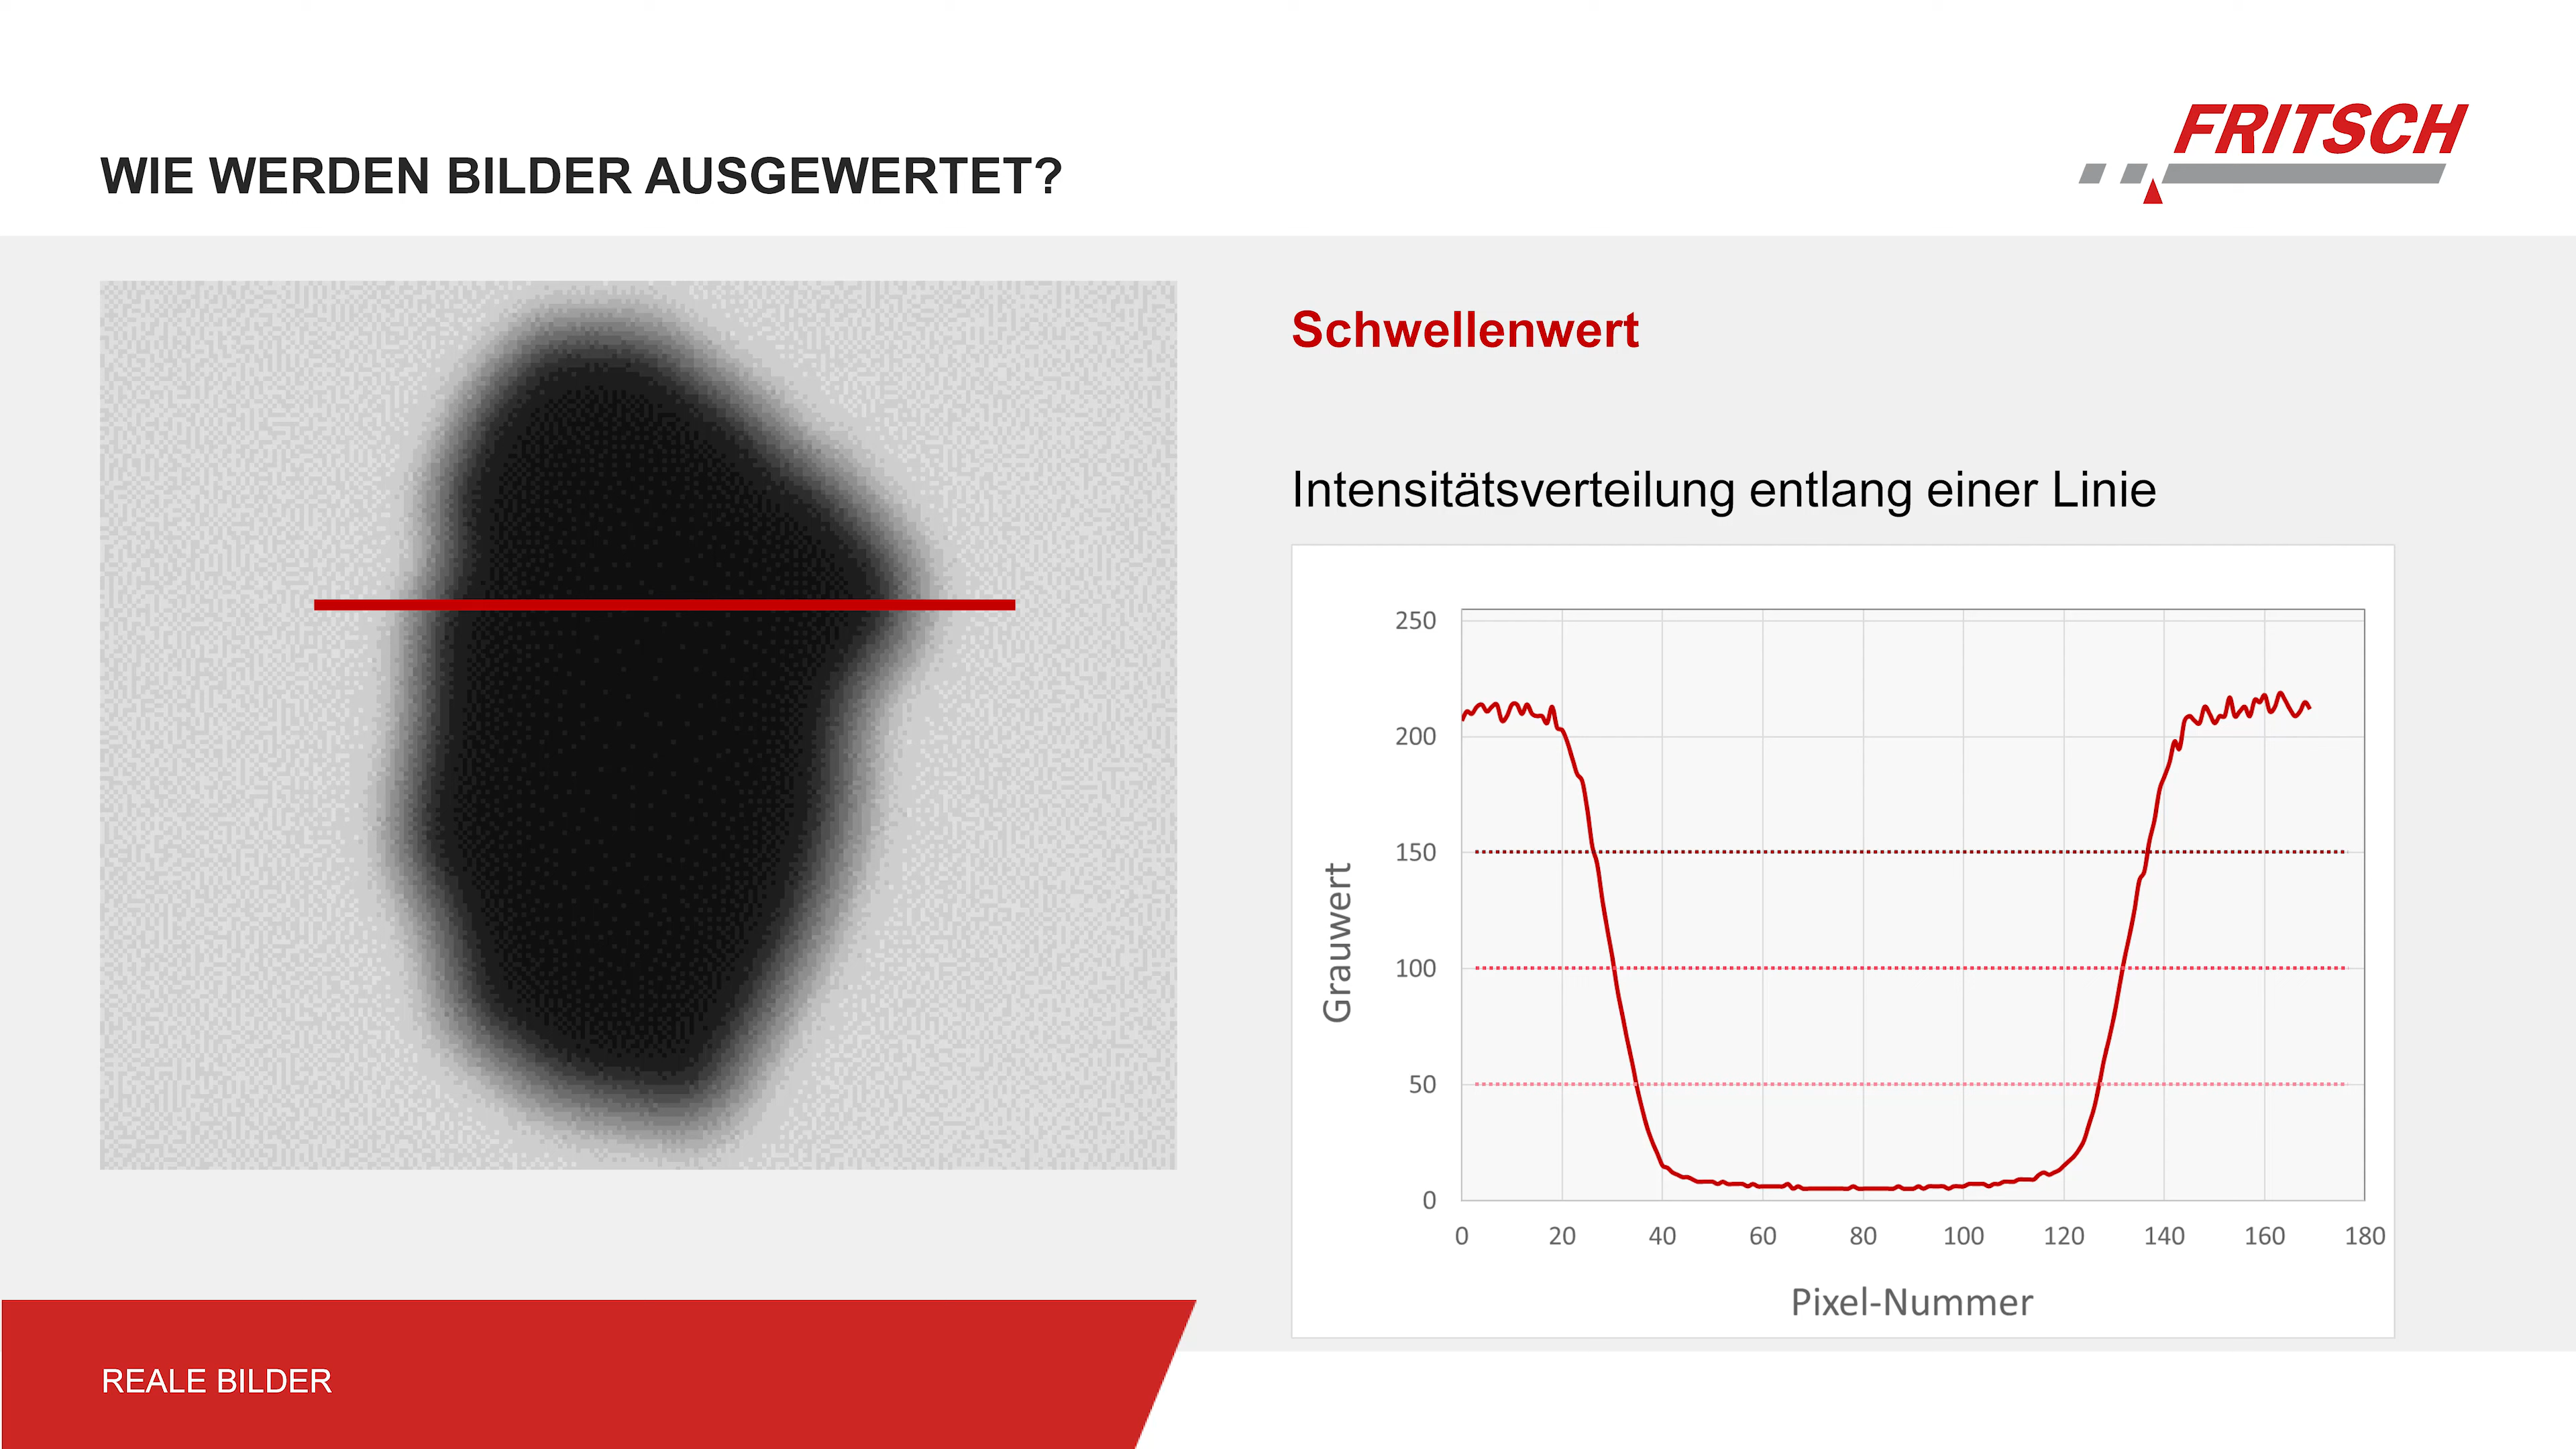 FRITSCH
WIE WERDEN BILDER AUSGEWERTET?
Schwellenwert
Intensitätsverteilung entlang einer Linie
250
200
150
100
50
0
Grauwert
0 20 40 60 80 100 120 140 160 180
Pixel-Nummer
REALE BILDER